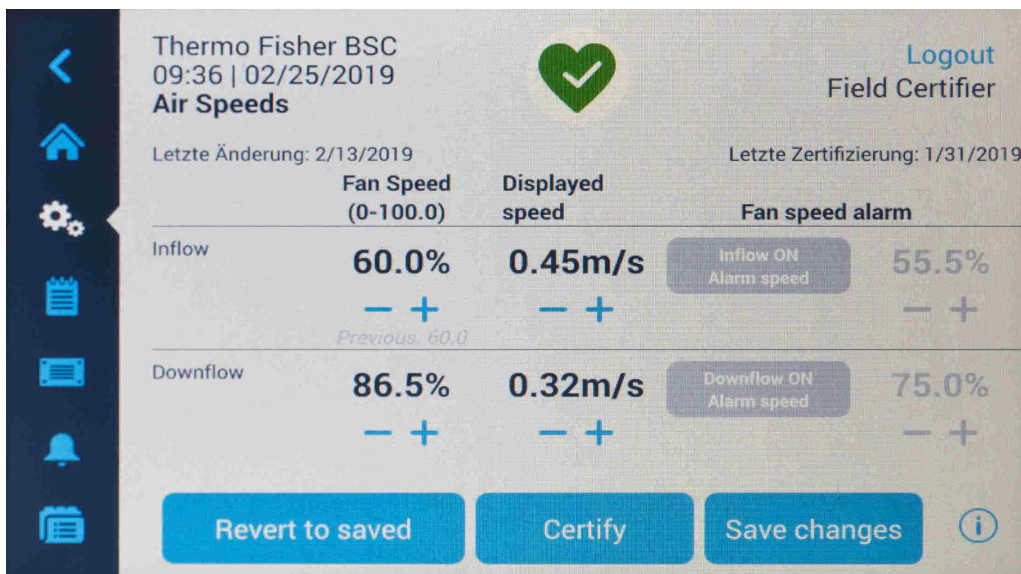 Thermo Fisher BSC
09:36 | 02/25/2019
Air Speeds
Logout
Field Certifier
Letzte Änderung: 2/13/2019
Letzte Zertifizierung: 1/31/2019
Fan Speed
(0-100.0)
Displayed
speed
Fan speed alarm
Inflow
60.0%
0.45m/s
Inflow ON
Alarm speed
55.5%
− +
− +
− +
Previous: 60.0
Downflow
86.5%
0.32m/s
Downflow ON
Alarm speed
75.0%
− +
− +
− +
Revert to saved
Certify
Save changes
i